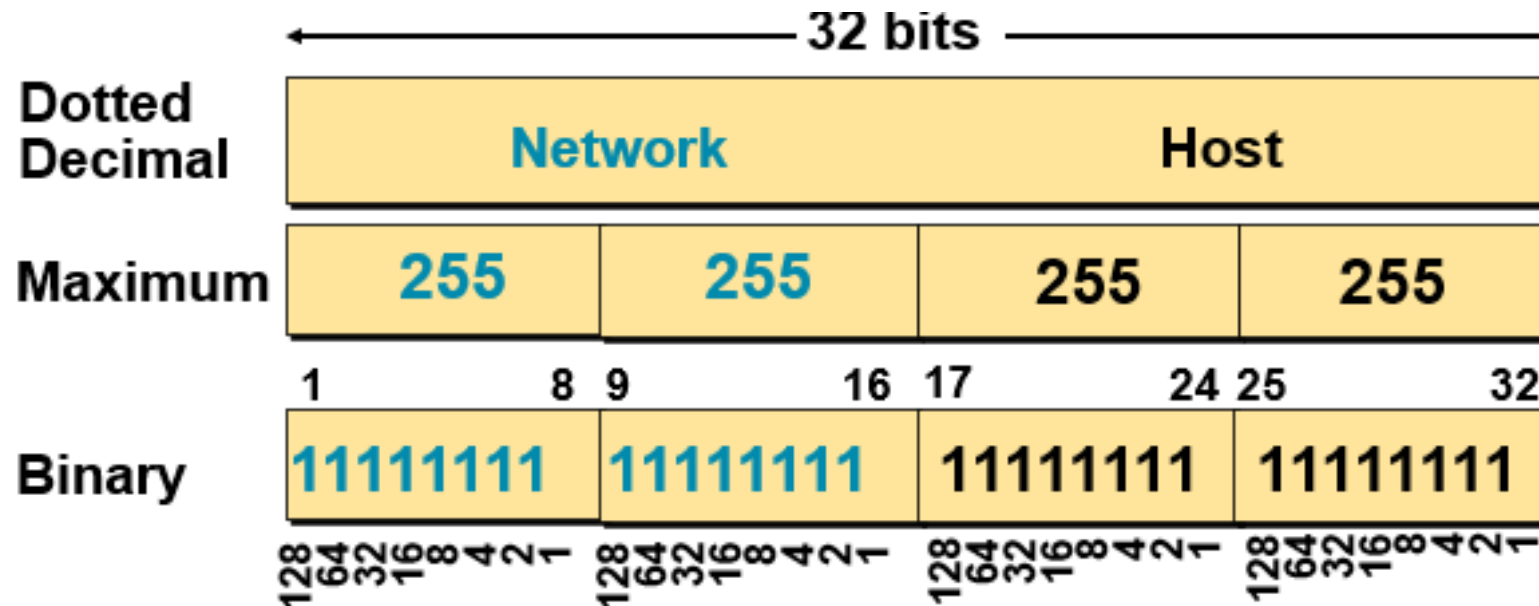 32 bits
Dotted
Decimal
Network Host
Maximum 255 255 255 255
1 8 9 16 17 24 25 32
Binary 11111111 11111111 11111111 11111111
128 64 32 16 8 4 2 1 128 64 32 16 8 4 2 1 128 64 32 16 8 4 2 1 128 64 32 16 8 4 2 1